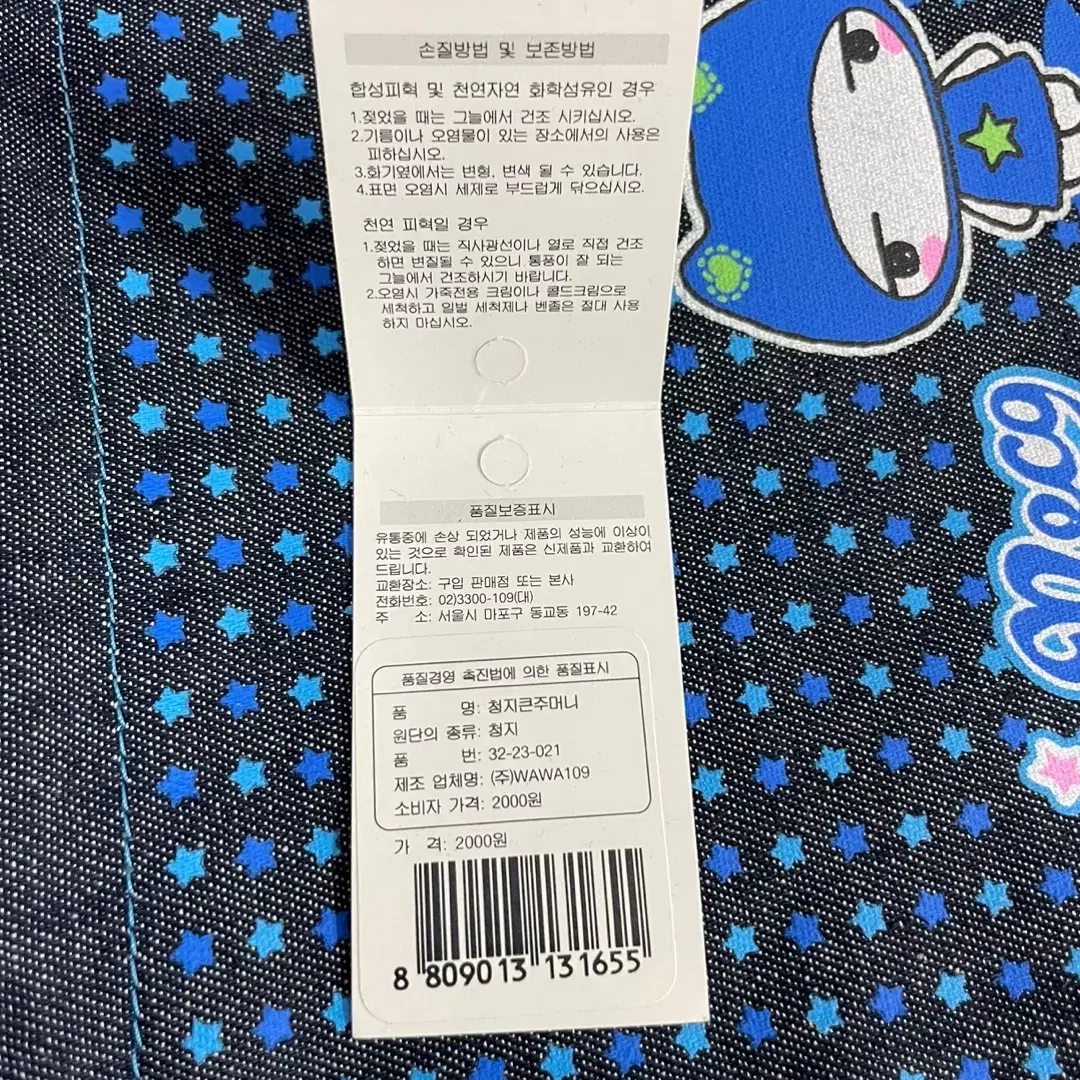 손질방법 및 보존방법
합성피혁 및 천연자연 화학섬유인 경우
1.젖었을 때는 그늘에서 건조 시키십시오.
2.기름이나 오염물이 있는 장소에서의 사용은
피하십시오.
3.화기옆에서는 변형, 변색 될 수 있습니다.
4.표면 오염시 세제로 부드럽게 닦으십시오.
천연 피혁일 경우
1.젖었을 때는 직사광선이나 열로 직접 건조
하면 변질될 수 있으니 통풍이 잘 되는
그늘에서 건조하시기 바랍니다.
2.오염시 가죽전용 크림이나 콜드크림으로
세척하고 일벌 세척제나 벤졸은 절대 사용
하지 마십시오.
품질보증표시
유통중에 손상 되었거나 제품의 성능에 이상이
있는 것으로 확인된 제품은 신제품과 교환하여
드립니다.
교환장소: 구입 판매점 또는 본사
전화번호: 02)3300-109(대)
주 소: 서울시 마포구 동교동 197-42
품질경영 촉진법에 의한 품질표시
품 명: 청지큰주머니
원단의 종류: 청지
품 번: 32-23-021
제조 업체명: (주)WAWA109
소비자 가격: 2000원
가 격: 2000원
8 809013 131655